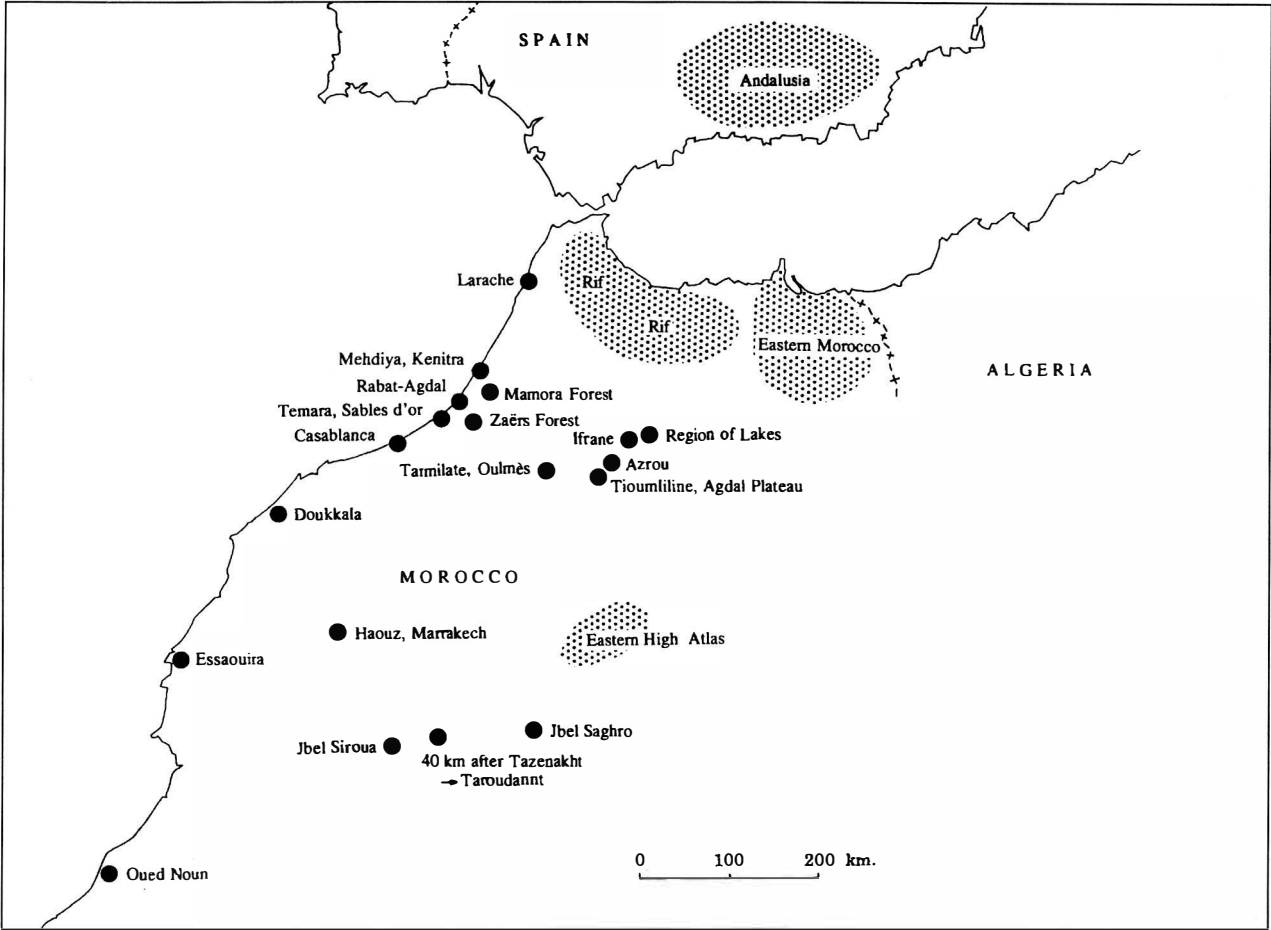 SPAIN
Andalusia
Larache
Rif
Rif
Eastern Morocco
ALGERIA
Mehdiya, Kenitra
Rabat-Agdal
Mamora Forest
Temara, Sables d'or
Zaërs Forest
Casablanca
Ifrane
Region of Lakes
Tarmilate, Oulmès
Azrou
Tioumliline, Agdal Plateau
Doukkala
MOROCCO
Haouz, Marrakech
Eastern High Atlas
Essaouira
Jbel Siroua
Jbel Saghro
40 km after Tazenakht
→ Taroudannt
Oued Noun
0 100 200 km.